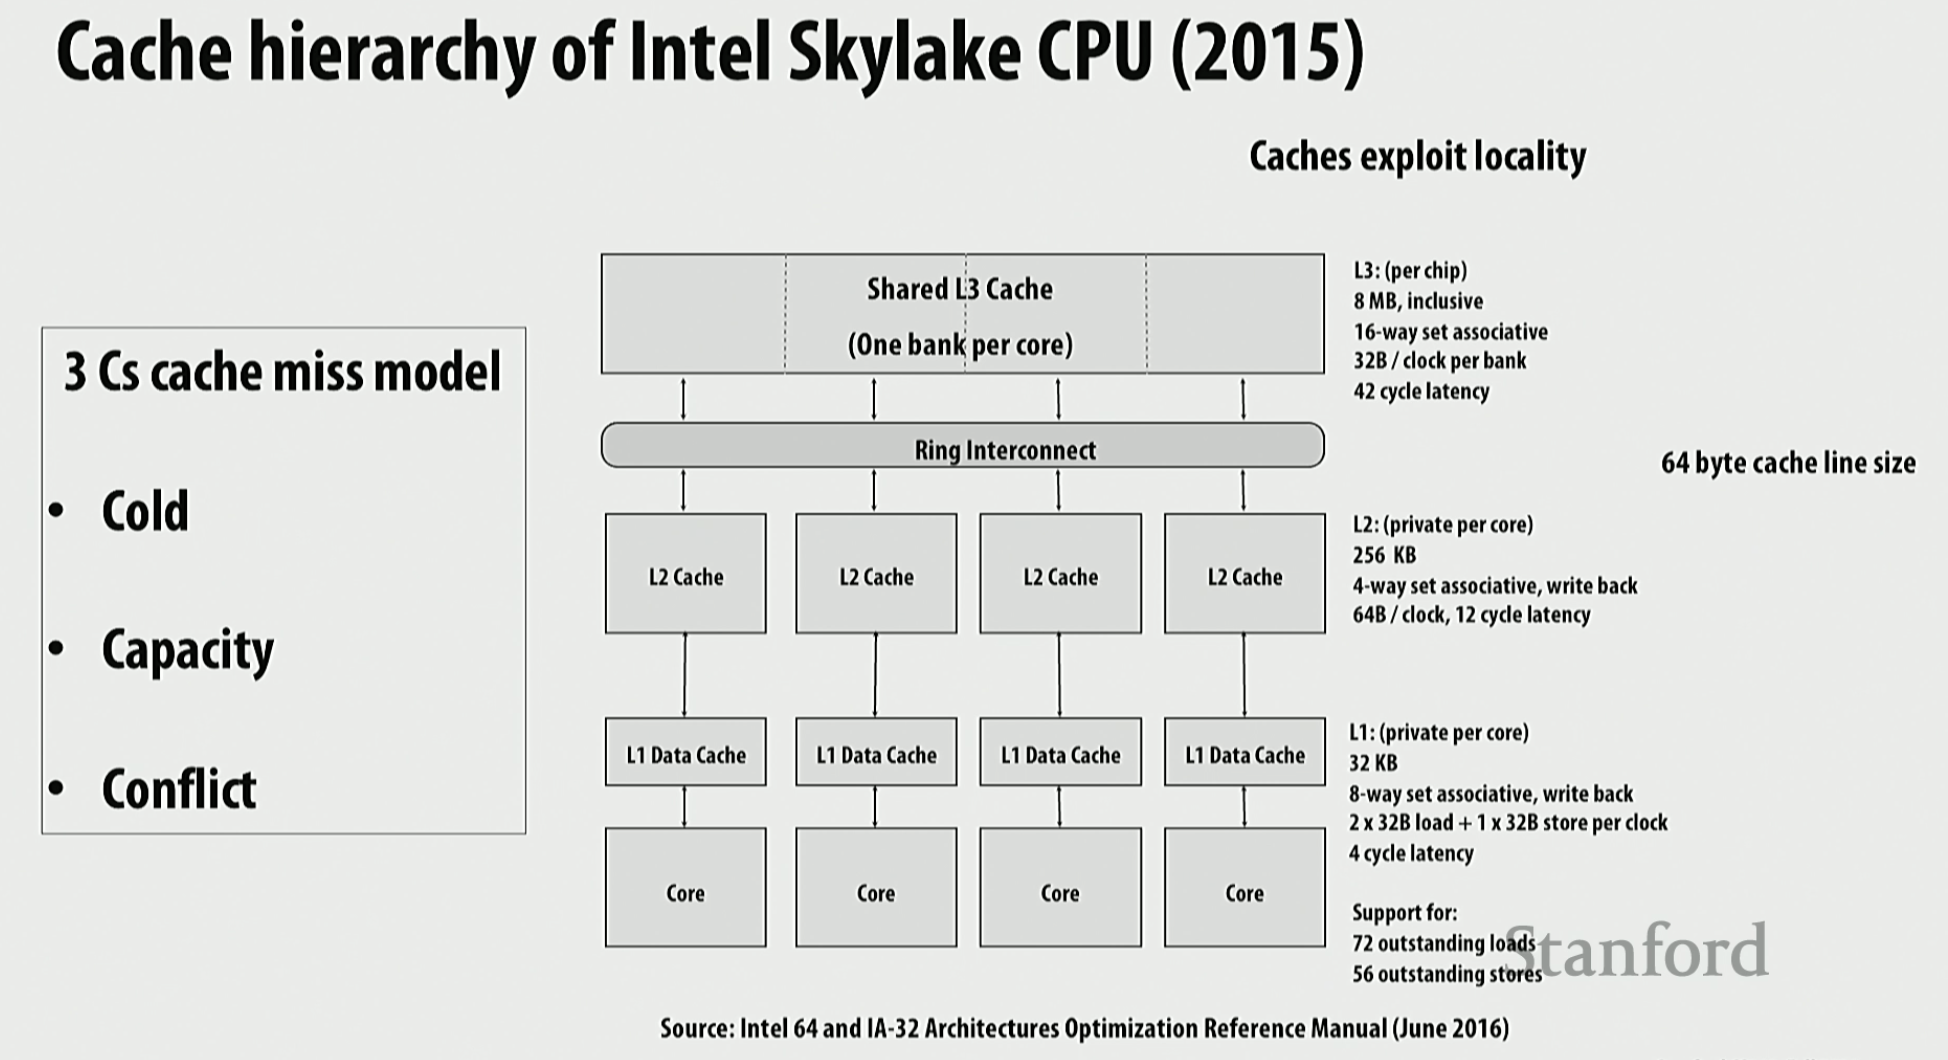 Cache hierarchy of Intel Skylake CPU (2015)
Caches exploit locality
3 Cs cache miss model
• Cold
• Capacity
• Conflict
Shared L3 Cache
(One bank per core)
Ring Interconnect
L2 Cache
L2 Cache
L2 Cache
L2 Cache
L1 Data Cache
L1 Data Cache
L1 Data Cache
L1 Data Cache
Core
Core
Core
Core
L3: (per chip)
8 MB, inclusive
16-way set associative
32B / clock per bank
42 cycle latency
64 byte cache line size
L2: (private per core)
256 KB
4-way set associative, write back
64B / clock, 12 cycle latency
L1: (private per core)
32 KB
8-way set associative, write back
2 x 32B load + 1 x 32B store per clock
4 cycle latency
Support for:
72 outstanding loads
56 outstanding stores
Stanford
Source: Intel 64 and IA-32 Architectures Optimization Reference Manual (June 2016)